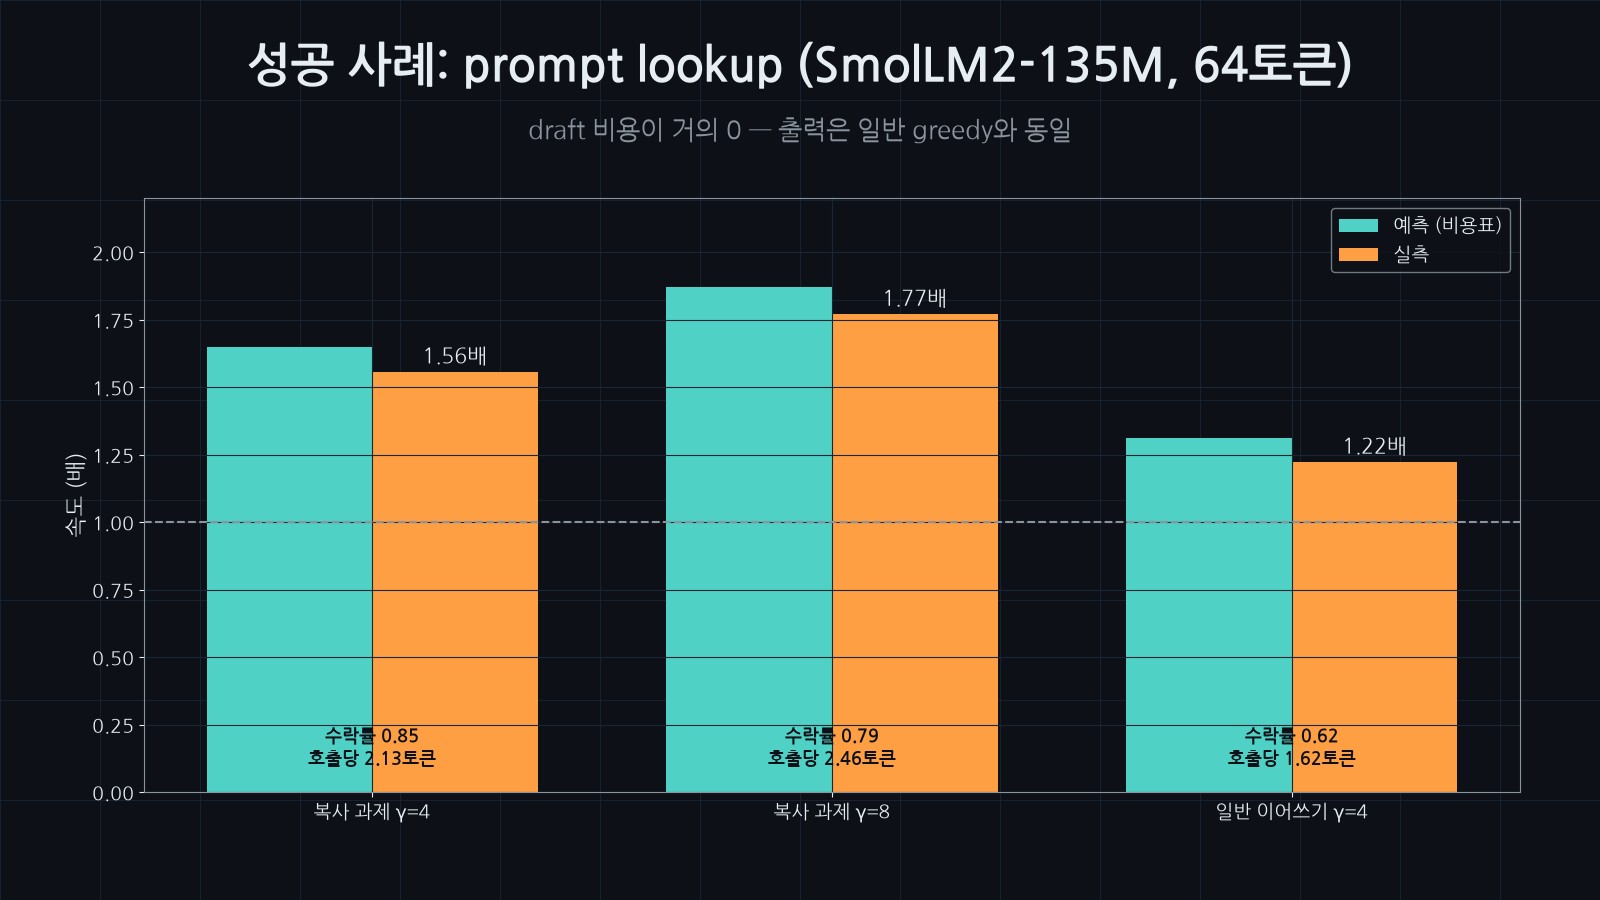 성공 사례: prompt lookup (SmolLM2-135M, 64토큰)
draft 비용이 거의 0 — 출력은 일반 greedy와 동일
예측 (비용표)
실측
속도 (배)
2.00
1.75
1.50
1.25
1.00
0.75
0.50
0.25
0.00
1.56배
1.77배
1.22배
수락률 0.85
호출당 2.13토큰
수락률 0.79
호출당 2.46토큰
수락률 0.62
호출당 1.62토큰
복사 과제 γ=4
복사 과제 γ=8
일반 이어쓰기 γ=4